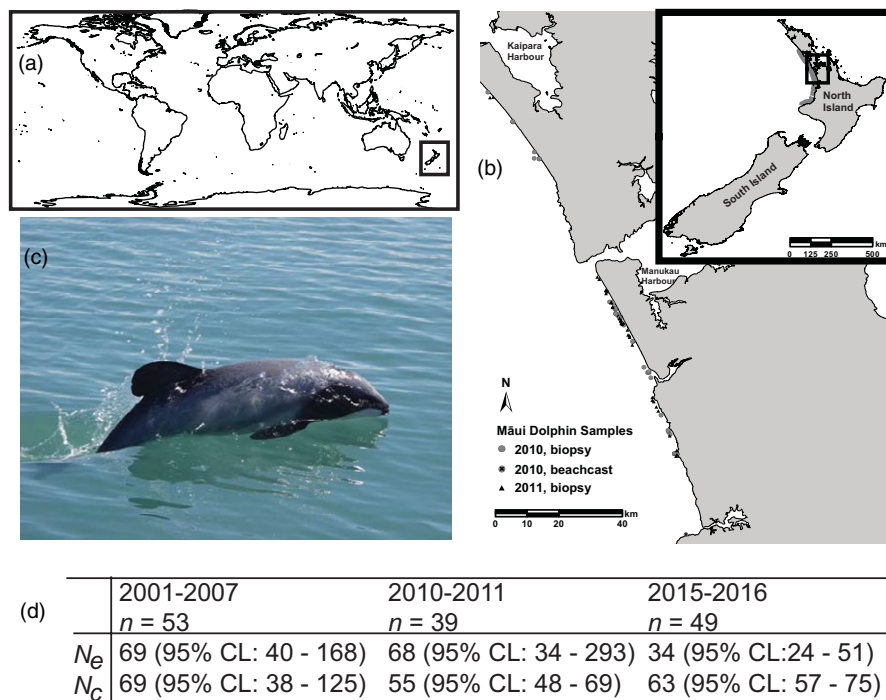 (a)
(b)
Kaipara
Harbour
North
Island
South Island
0 125 250 500
km
Manukau
Harbour
N
Māui Dolphin Samples
2010, biopsy
2010, beachcast
2011, biopsy
0 10 20 40
km
(c)
(d)
2001-2007 2010-2011 2015-2016
n = 53 n = 39 n = 49
Ne 69 (95% CL: 40 - 168) 68 (95% CL: 34 - 293) 34 (95% CL:24 - 51)
Nc 69 (95% CL: 38 - 125) 55 (95% CL: 48 - 69) 63 (95% CL: 57 - 75)